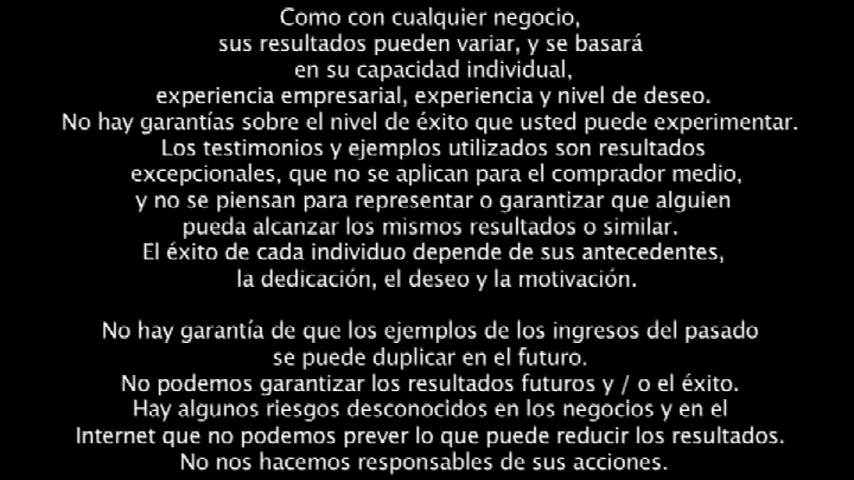 Como con cualquier negocio,
sus resultados pueden variar, y se basará
en su capacidad individual,
experiencia empresarial, experiencia y nivel de deseo.
No hay garantías sobre el nivel de éxito que usted puede experimentar.
Los testimonios y ejemplos utilizados son resultados
excepcionales, que no se aplican para el comprador medio,
y no se piensan para representar o garantizar que alguien
pueda alcanzar los mismos resultados o similar.
El éxito de cada individuo depende de sus antecedentes,
la dedicación, el deseo y la motivación.
No hay garantía de que los ejemplos de los ingresos del pasado
se puede duplicar en el futuro.
No podemos garantizar los resultados futuros y / o el éxito.
Hay algunos riesgos desconocidos en los negocios y en el
Internet que no podemos prever lo que puede reducir los resultados.
No nos hacemos responsables de sus acciones.